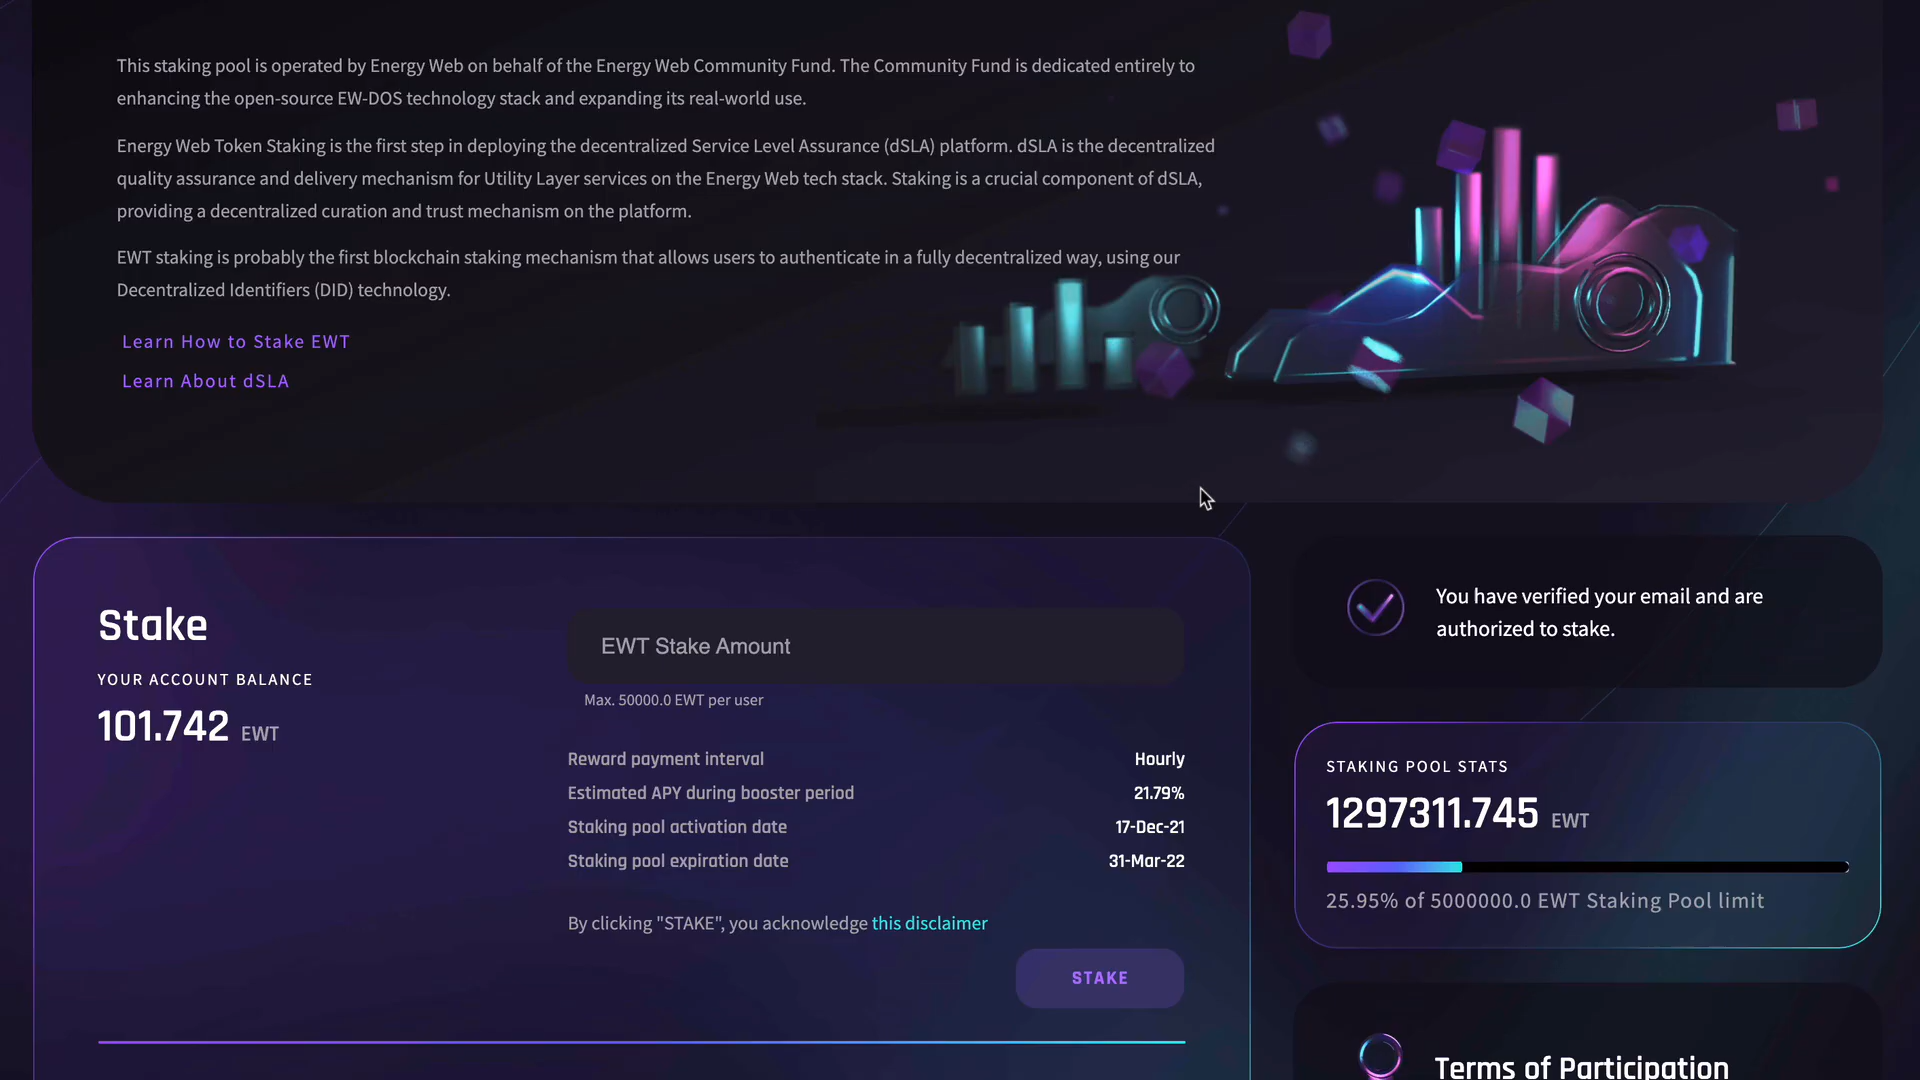 This staking pool is operated by Energy Web on behalf of the Energy Web Community Fund. The Community Fund is dedicated entirely to
enhancing the open-source EW-DOS technology stack and expanding its real-world use.
Energy Web Token Staking is the first step in deploying the decentralized Service Level Assurance (dSLA) platform. dSLA is the decentralized
quality assurance and delivery mechanism for Utility Layer services on the Energy Web tech stack. Staking is a crucial component of dSLA,
providing a decentralized curation and trust mechanism on the platform.
EWT staking is probably the first blockchain staking mechanism that allows users to authenticate in a fully decentralized way, using our
Decentralized Identifiers (DID) technology.
Learn How to Stake EWT
Learn About dSLA
Stake
YOUR ACCOUNT BALANCE
101.742 EWT
EWT Stake Amount
Max. 50000.0 EWT per user
Reward payment interval Hourly
Estimated APY during booster period 21.79%
Staking pool activation date 17-Dec-21
Staking pool expiration date 31-Mar-22
By clicking "STAKE", you acknowledge this disclaimer
STAKE
You have verified your email and are
authorized to stake.
STAKING POOL STATS
1297311.745 EWT
25.95% of 5000000.0 EWT Staking Pool limit
Terms of Participation